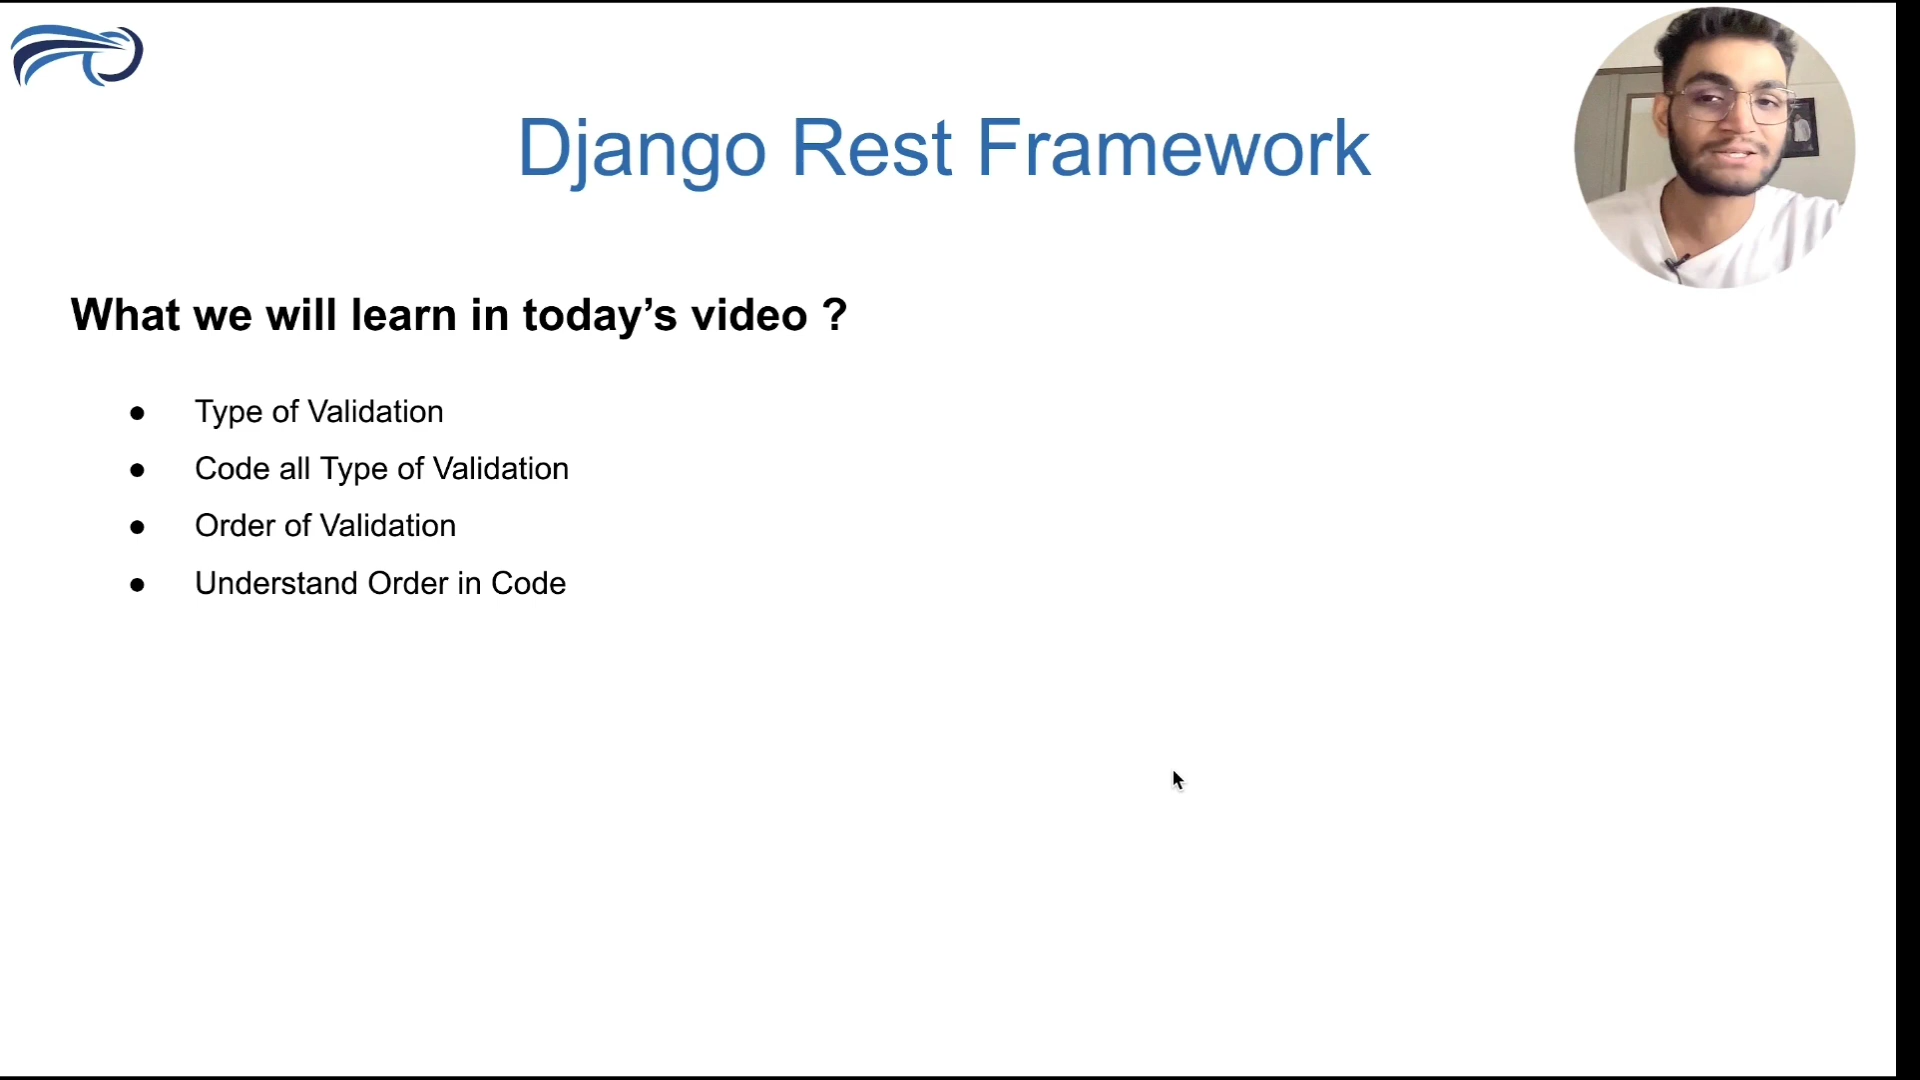 Django Rest Framework
What we will learn in today’s video ?
● Type of Validation
● Code all Type of Validation
● Order of Validation
● Understand Order in Code